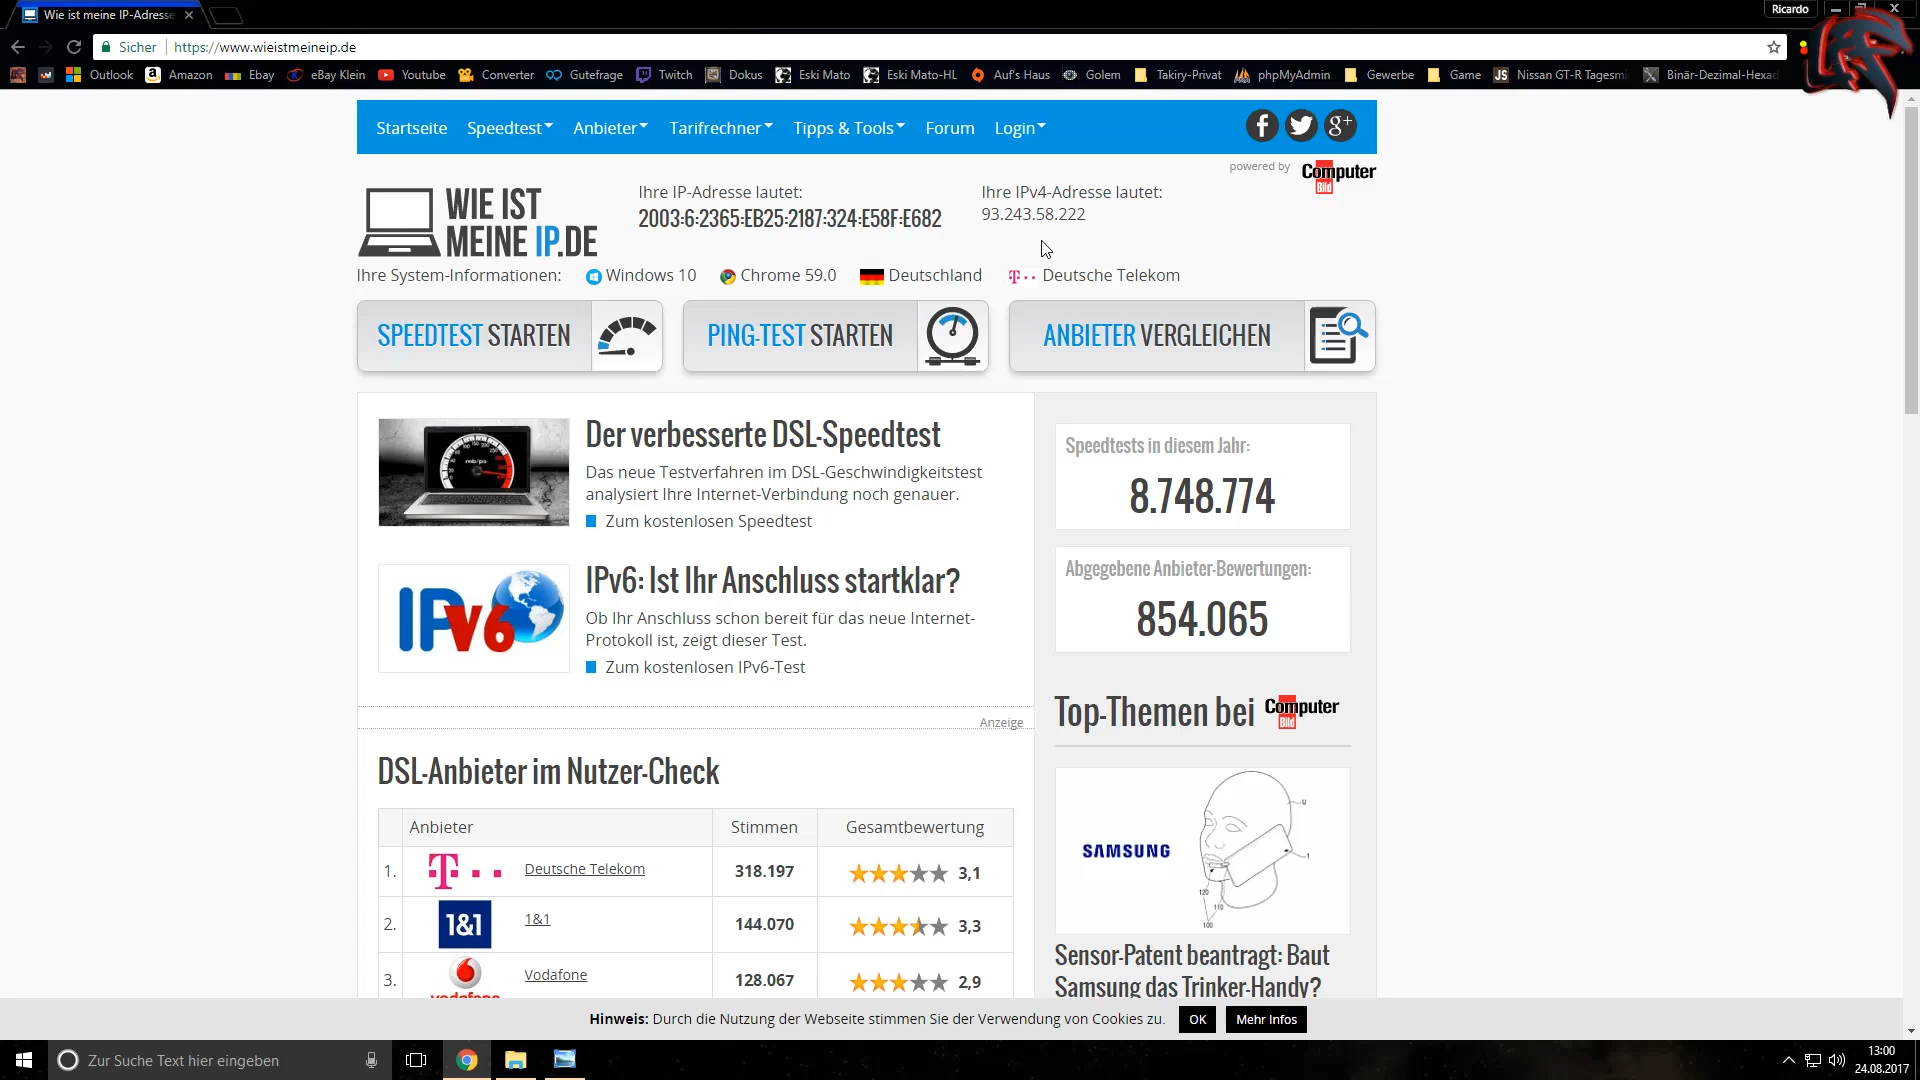 Wie ist meine IP-Adresse
Ricardo
Sicher
https://www.wieistmeineip.de
Outlook
Amazon
Ebay
eBay Klein
Youtube
Converter
Gutefrage
Twitch
Dokus
Eski Mato
Eski Mato-HL
Auf's Haus
Golem
Takiry-Privat
phpMyAdmin
Gewerbe
Game
JS
Nissan GT-R Tagesmi
Binär-Dezimal-Hexad
Startseite
Speedtest
Anbieter
Tarifrechner
Tipps & Tools
Forum
Login
powered by
Computer
Bild
WIE IST
MEINE IP.DE
Ihre IP-Adresse lautet:
2003:6:2365:EB25:2187:324:E58F:E682
Ihre IPv4-Adresse lautet:
93.243.58.222
Ihre System-Informationen:
Windows 10
Chrome 59.0
Deutschland
Deutsche Telekom
SPEEDTEST STARTEN
PING-TEST STARTEN
ANBIETER VERGLEICHEN
Der verbesserte DSL-Speedtest
Das neue Testverfahren im DSL-Geschwindigkeitstest
analysiert Ihre Internet-Verbindung noch genauer.
Zum kostenlosen Speedtest
IPv6
IPv6: Ist Ihr Anschluss startklar?
Ob Ihr Anschluss schon bereit für das neue Internet-
Protokoll ist, zeigt dieser Test.
Zum kostenlosen IPv6-Test
Anzeige
DSL-Anbieter im Nutzer-Check
Anbieter
Stimmen
Gesamtbewertung
1.
Deutsche Telekom
318.197
3,1
2.
1&1
1&1
144.070
3,3
3.
vodafone
Vodafone
128.067
2,9
Speedtests in diesem Jahr:
8.748.774
Abgegebene Anbieter-Bewertungen:
854.065
Top-Themen bei
Computer
Bild
SAMSUNG
120
110
100
Sensor-Patent beantragt: Baut
Samsung das Trinker-Handy?
Hinweis: Durch die Nutzung der Webseite stimmen Sie der Verwendung von Cookies zu.
OK
Mehr Infos
Zur Suche Text hier eingeben
13:00
24.08.2017